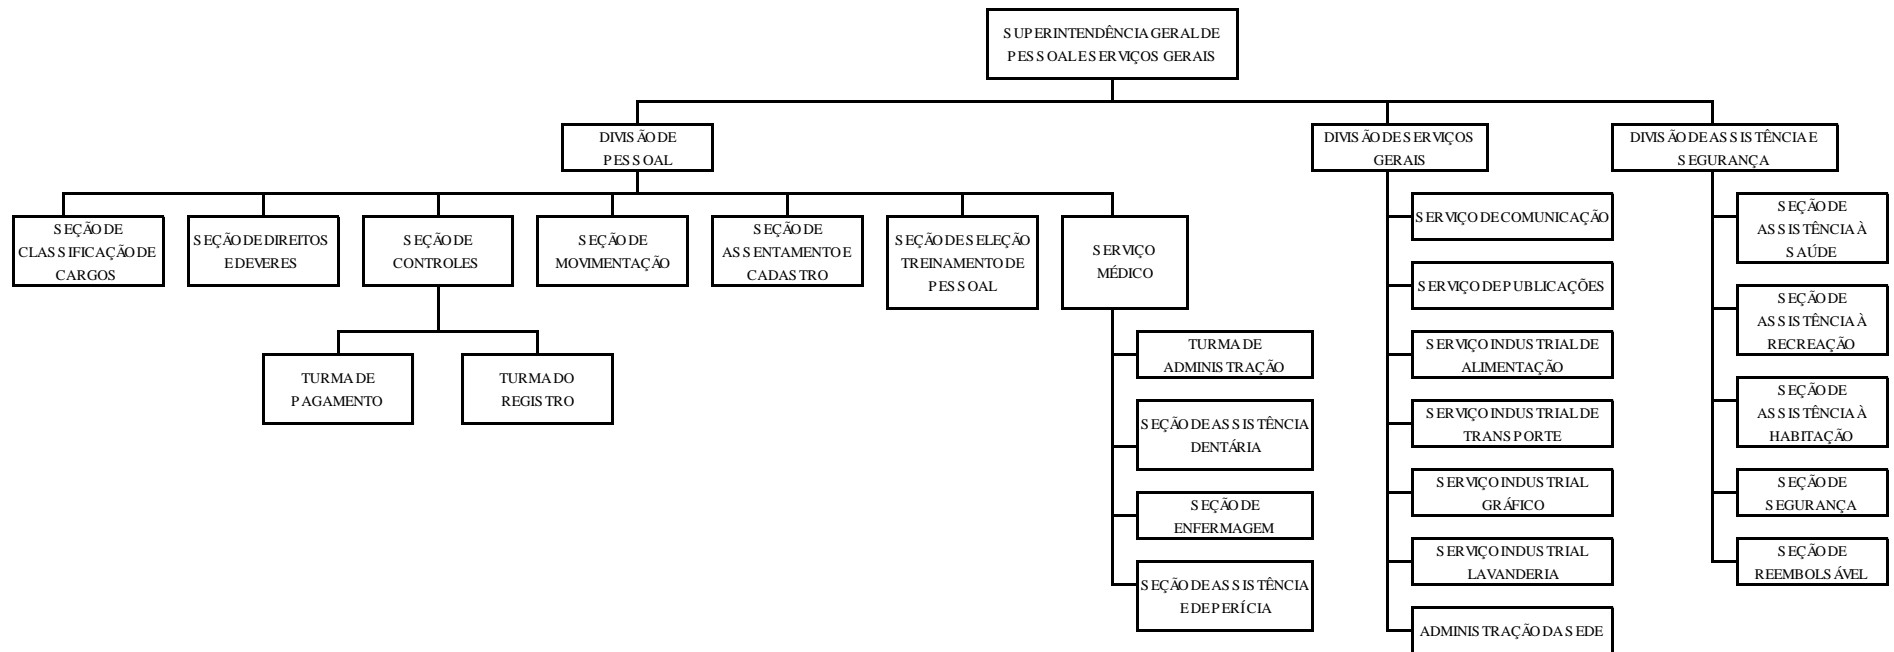 SUPERINTENDÊNCIA GERAL DE
PESSOAL E SERVIÇOS GERAIS
DIVISÃO DE
PESSOAL
DIVISÃO DE SERVIÇOS
GERAIS
DIVISÃO DE ASSISTÊNCIA E
SEGURANÇA
SEÇÃO DE
CLASSIFICAÇÃO DE
CARGOS
SEÇÃO DE DIREITOS
E DEVERES
SEÇÃO DE
CONTROLES
SEÇÃO DE
MOVIMENTAÇÃO
SEÇÃO DE
ASSENTAMENTO E
CADASTRO
SEÇÃO DE SELEÇÃO
TREINAMENTO DE
PESSOAL
SERVIÇO
MÉDICO
TURMA DE
PAGAMENTO
TURMA DO
REGISTRO
TURMA DE
ADMINISTRAÇÃO
SEÇÃO DE ASSISTÊNCIA
DENTÁRIA
SEÇÃO DE
ENFERMAGEM
SEÇÃO DE ASSISTÊNCIA
E DE PERÍCIA
SERVIÇO DE COMUNICAÇÃO
SERVIÇO DE PUBLICAÇÕES
SERVIÇO INDUSTRIAL DE
ALIMENTAÇÃO
SERVIÇO INDUSTRIAL DE
TRANSPORTE
SERVIÇO INDUSTRIAL
GRÁFICO
SERVIÇO INDUSTRIAL
LAVANDERIA
ADMINISTRAÇÃO DA SEDE
SEÇÃO DE
ASSISTÊNCIA À
SAÚDE
SEÇÃO DE
ASSISTÊNCIA À
RECREAÇÃO
SEÇÃO DE
ASSISTÊNCIA À
HABITAÇÃO
SEÇÃO DE
SEGURANÇA
SEÇÃO DE
REEMBOLSÁVEL